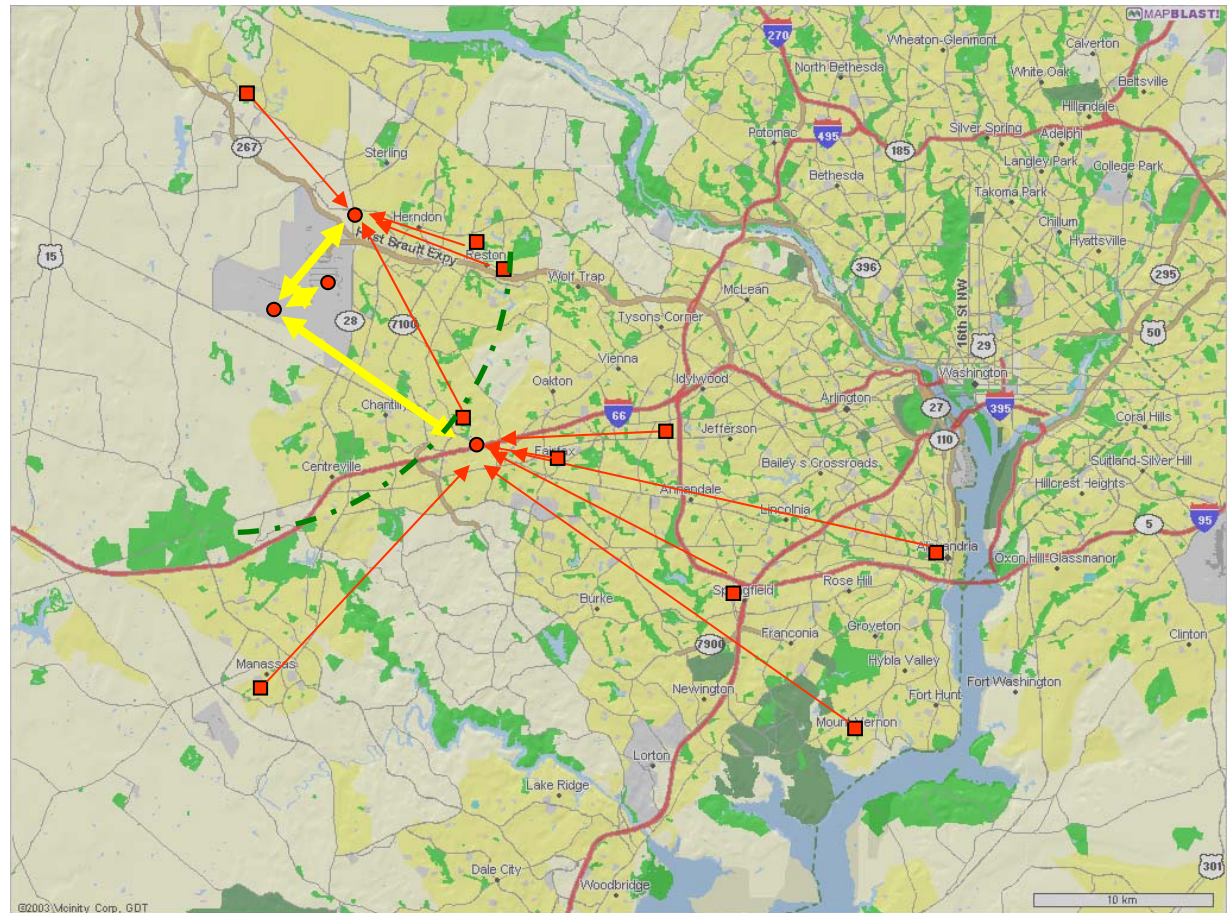 MAPBLAST!
270
Wheaton-Glenmont
Calverton
North Bethesda
White Oak
Beltsville
Hillandale
Potomac
495
Silver Spring
Adelphi
185
267
Sterling
Langley Park
College Park
Bethesda
Takoma Park
Chillum
Herndon
Hyattsville
15
Reston
396
295
Wolf Trap
McLean
16th St NW
28
7100
Tysons Corner
50
29
Vienna
Washington
Oakton
Idylwood
Arlington
Chantilly
66
27
395
Coral Hills
Jefferson
110
Fairfax
Centreville
Bailey s Crossroads
Suitland-Silver Hill
Annandale
Hillcrest Heights
Lincolnia
5
95
Alexandria
Oxon Hill-Glassmanor
Springfield
Rose Hill
Burke
Groveton
7900
Franconia
Clinton
Manassas
Hybla Valley
Newington
Fort Hunt
Fort Washington
Mount Vernon
Lorton
Lake Ridge
Dale City
301
Woodbridge
10 km
©2003 Vicinity Corp, GDT